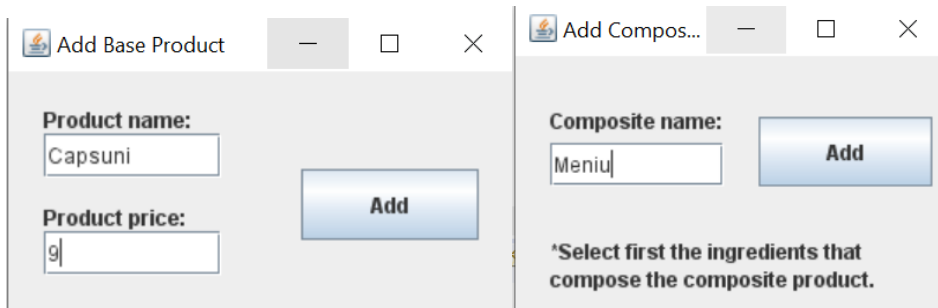 Add Base Product
Product name:
Capsuni
Product price:
9
Add
Add Compos...
Composite name:
Meniu
Add
*Select first the ingredients that
compose the composite product.